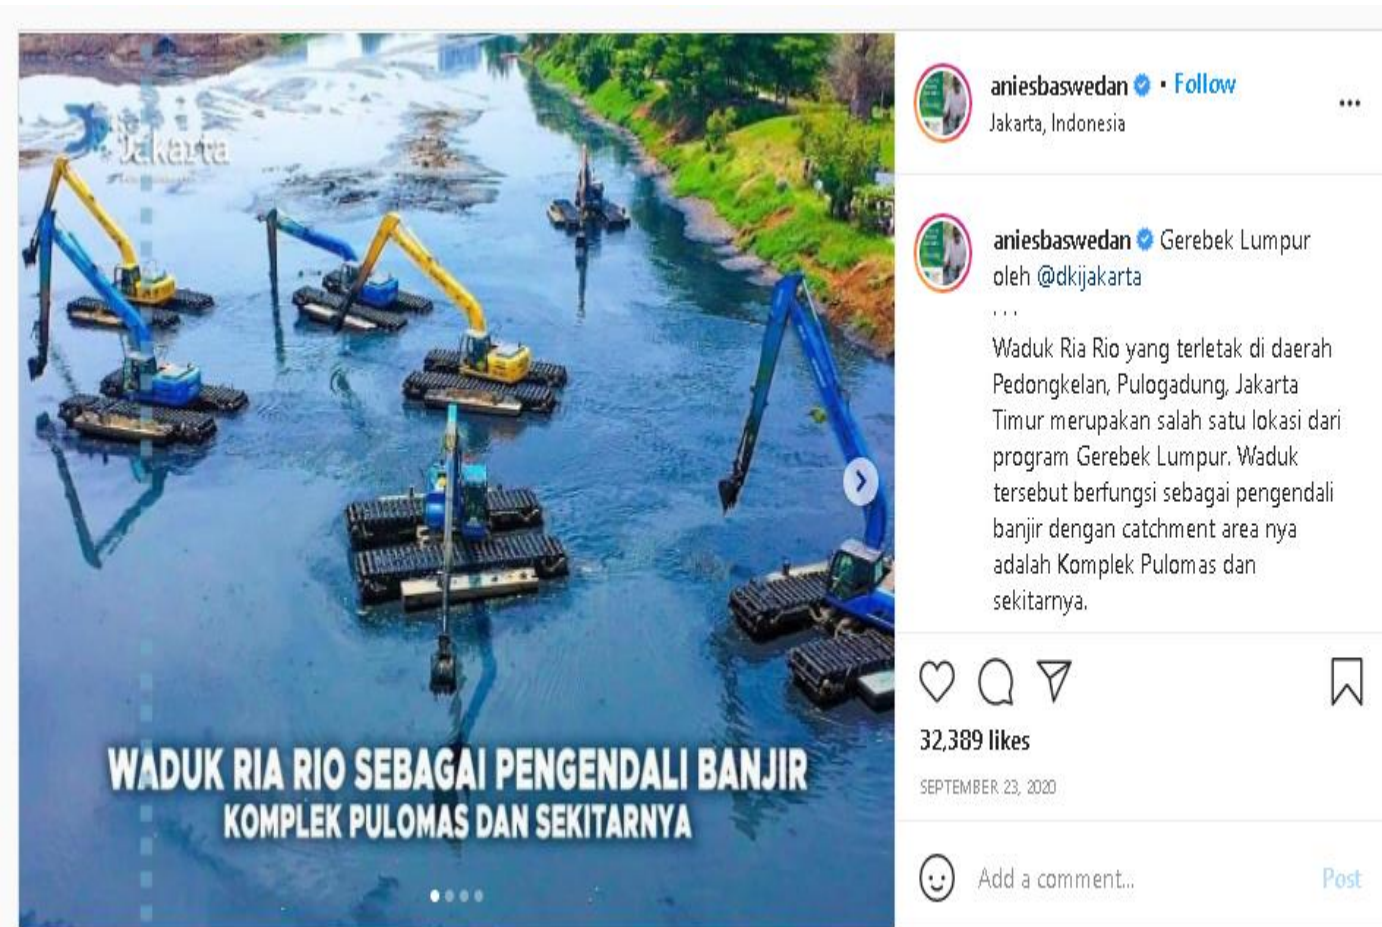 Jakarta
WADUK RIA RIO SEBAGAI PENGENDALI BANJIR
KOMPLEK PULOMAS DAN SEKITARNYA
aniesbaswedan • Follow
Jakarta, Indonesia
aniesbaswedan Gerebek Lumpur
oleh @dkijakarta
. . .
Waduk Ria Rio yang terletak di daerah
Pedongkelan, Pulogadung, Jakarta
Timur merupakan salah satu lokasi dari
program Gerebek Lumpur. Waduk
tersebut berfungsi sebagai pengendali
banjir dengan catchment area nya
adalah Komplek Pulomas dan
sekitarnya.
32,389 likes
SEPTEMBER 23, 2020
Add a comment...
Post